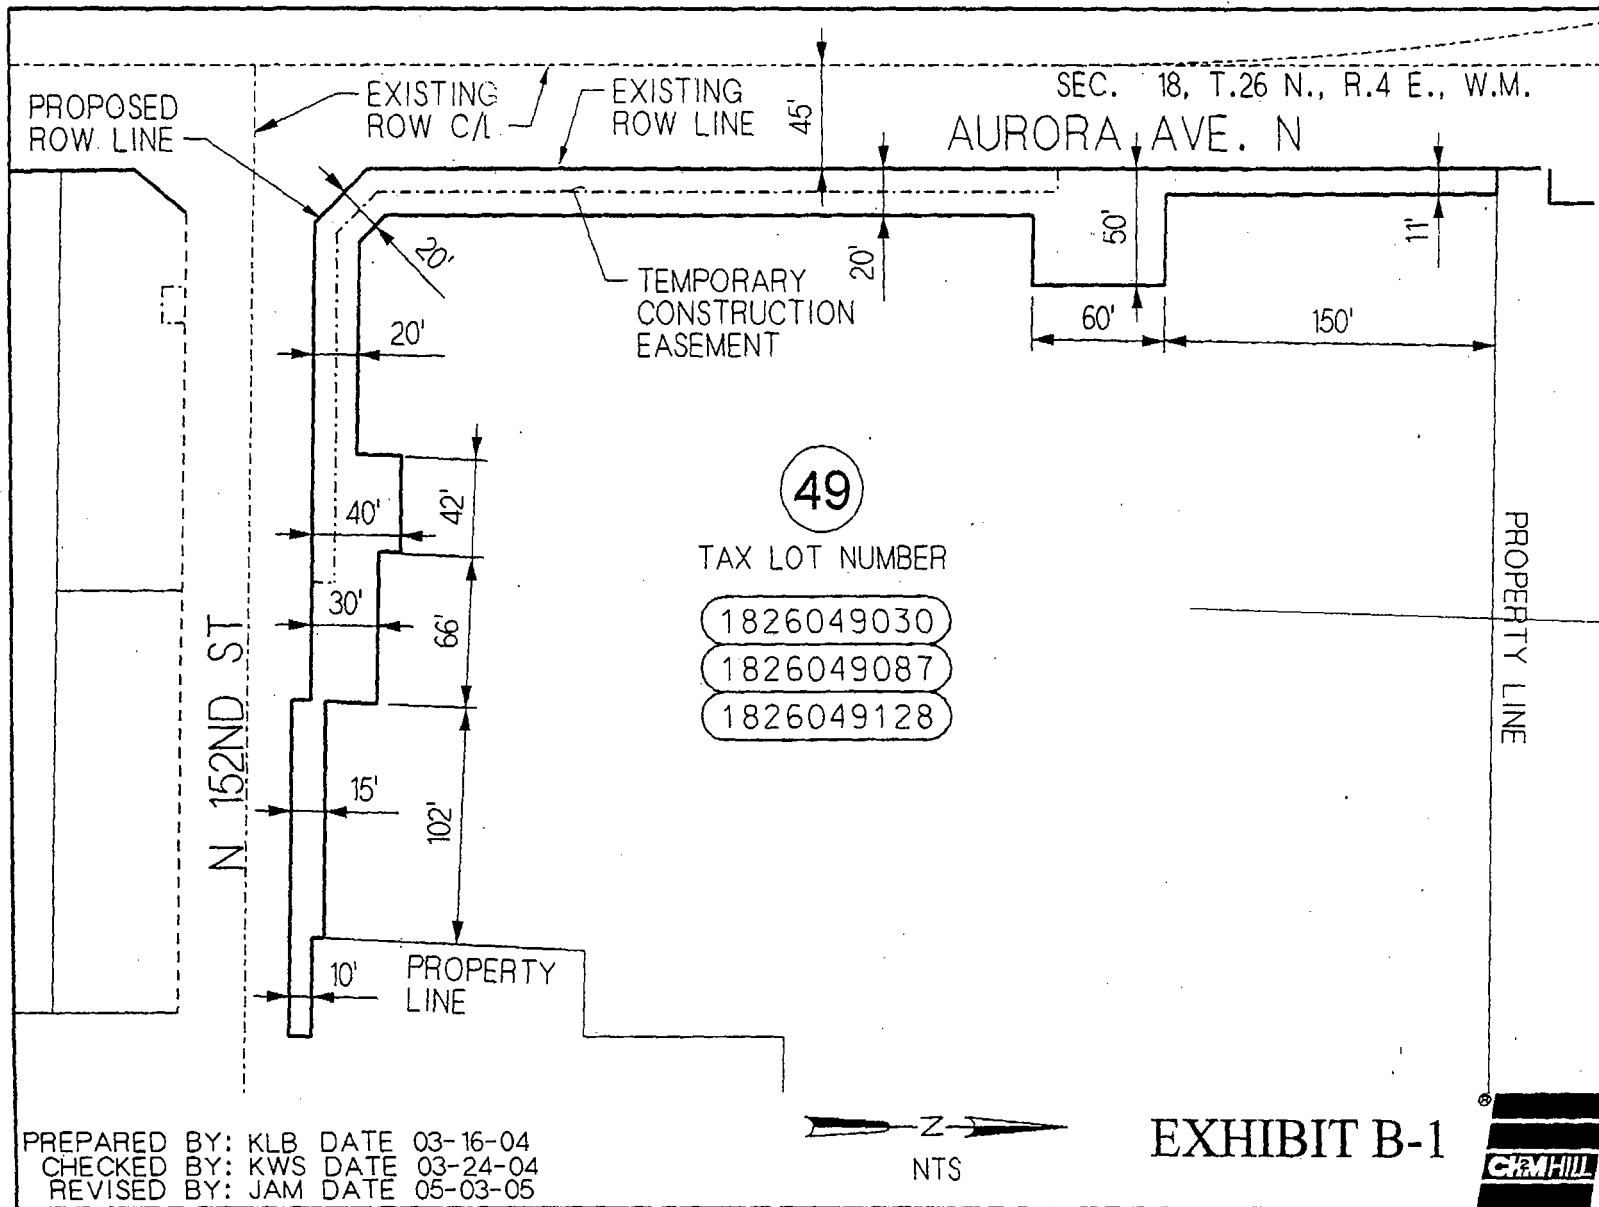 SEC. 18, T.26 N., R.4 E., W.M.
AURORA AVE. N
PROPOSED
ROW LINE
EXISTING
ROW C/L
EXISTING
ROW LINE
45'
20'
20'
50'
11'
60'
150'
TEMPORARY
CONSTRUCTION
EASEMENT
20'
40'
42'
30'
66'
15'
102'
10'
N 152ND ST
49
TAX LOT NUMBER
1826049030
1826049087
1826049128
PROPERTY LINE
PROPERTY
LINE
PREPARED BY: KLB DATE 03-16-04
CHECKED BY: KWS DATE 03-24-04
REVISED BY: JAM DATE 05-03-05
Z
NTS
EXHIBIT B-1
®
CH2MHILL